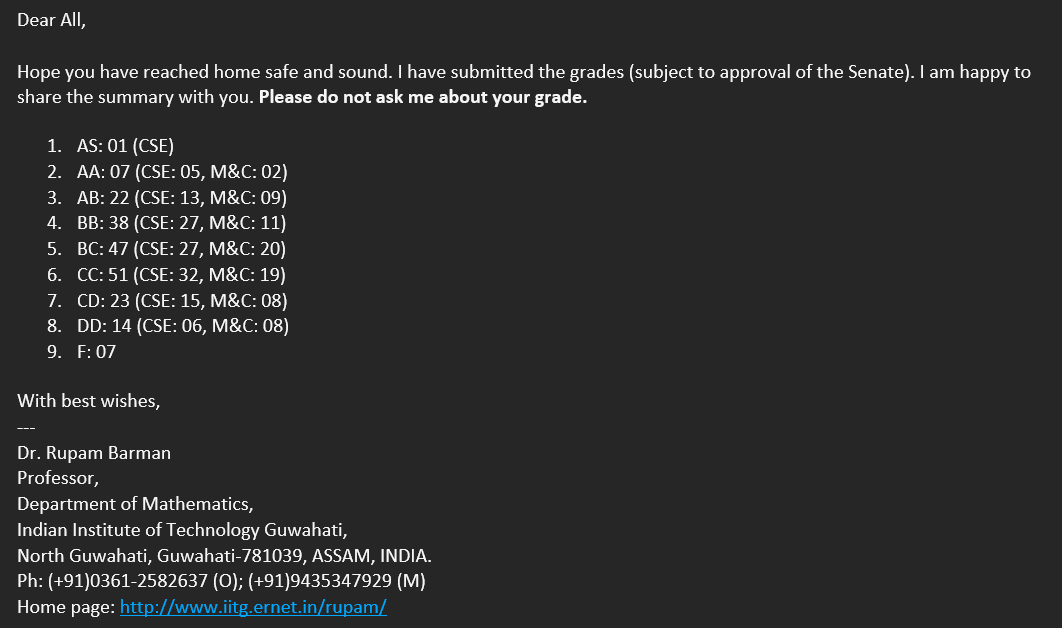 Dear All,
Hope you have reached home safe and sound. I have submitted the grades (subject to approval of the Senate). I am happy to
share the summary with you. Please do not ask me about your grade.
1. AS: 01 (CSE)
2. AA: 07 (CSE: 05, M&C: 02)
3. AB: 22 (CSE: 13, M&C: 09)
4. BB: 38 (CSE: 27, M&C: 11)
5. BC: 47 (CSE: 27, M&C: 20)
6. CC: 51 (CSE: 32, M&C: 19)
7. CD: 23 (CSE: 15, M&C: 08)
8. DD: 14 (CSE: 06, M&C: 08)
9. F: 07
With best wishes,
---
Dr. Rupam Barman
Professor,
Department of Mathematics,
Indian Institute of Technology Guwahati,
North Guwahati, Guwahati-781039, ASSAM, INDIA.
Ph: (+91)0361-2582637 (O); (+91)9435347929 (M)
Home page: http://www.iitg.ernet.in/rupam/